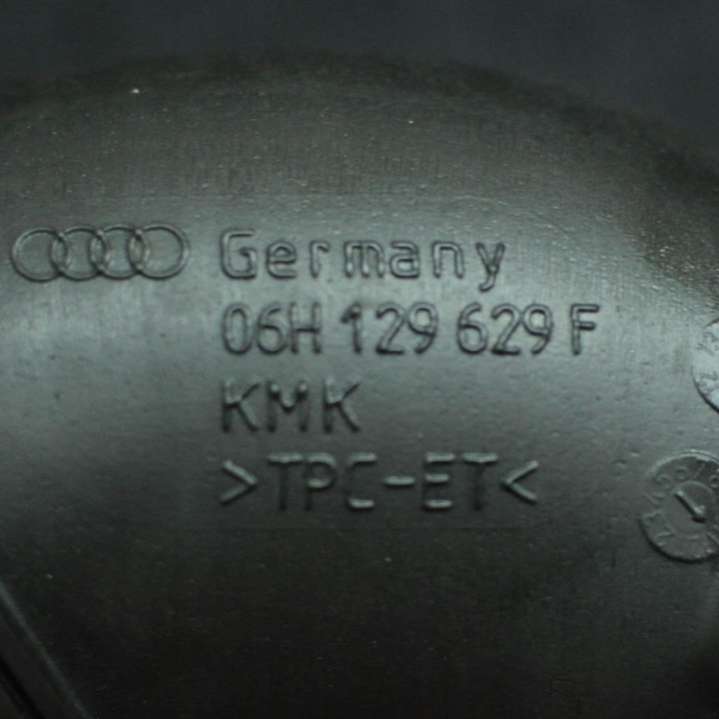 Germany
06H 129 629 F
KMK
>TPC-ET<